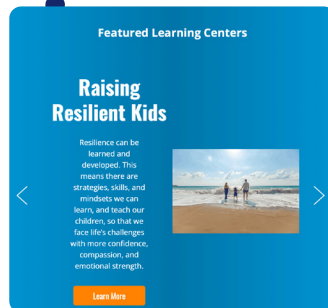 Featured Learning Centers
Raising
Resilient Kids
Resilience can be
learned and
developed. This
means there are
strategies, skills, and
mindsets we can
learn, and teach our
children, so that we
face life's challenges
with more confidence,
compassion, and
emotional strength.
Learn More